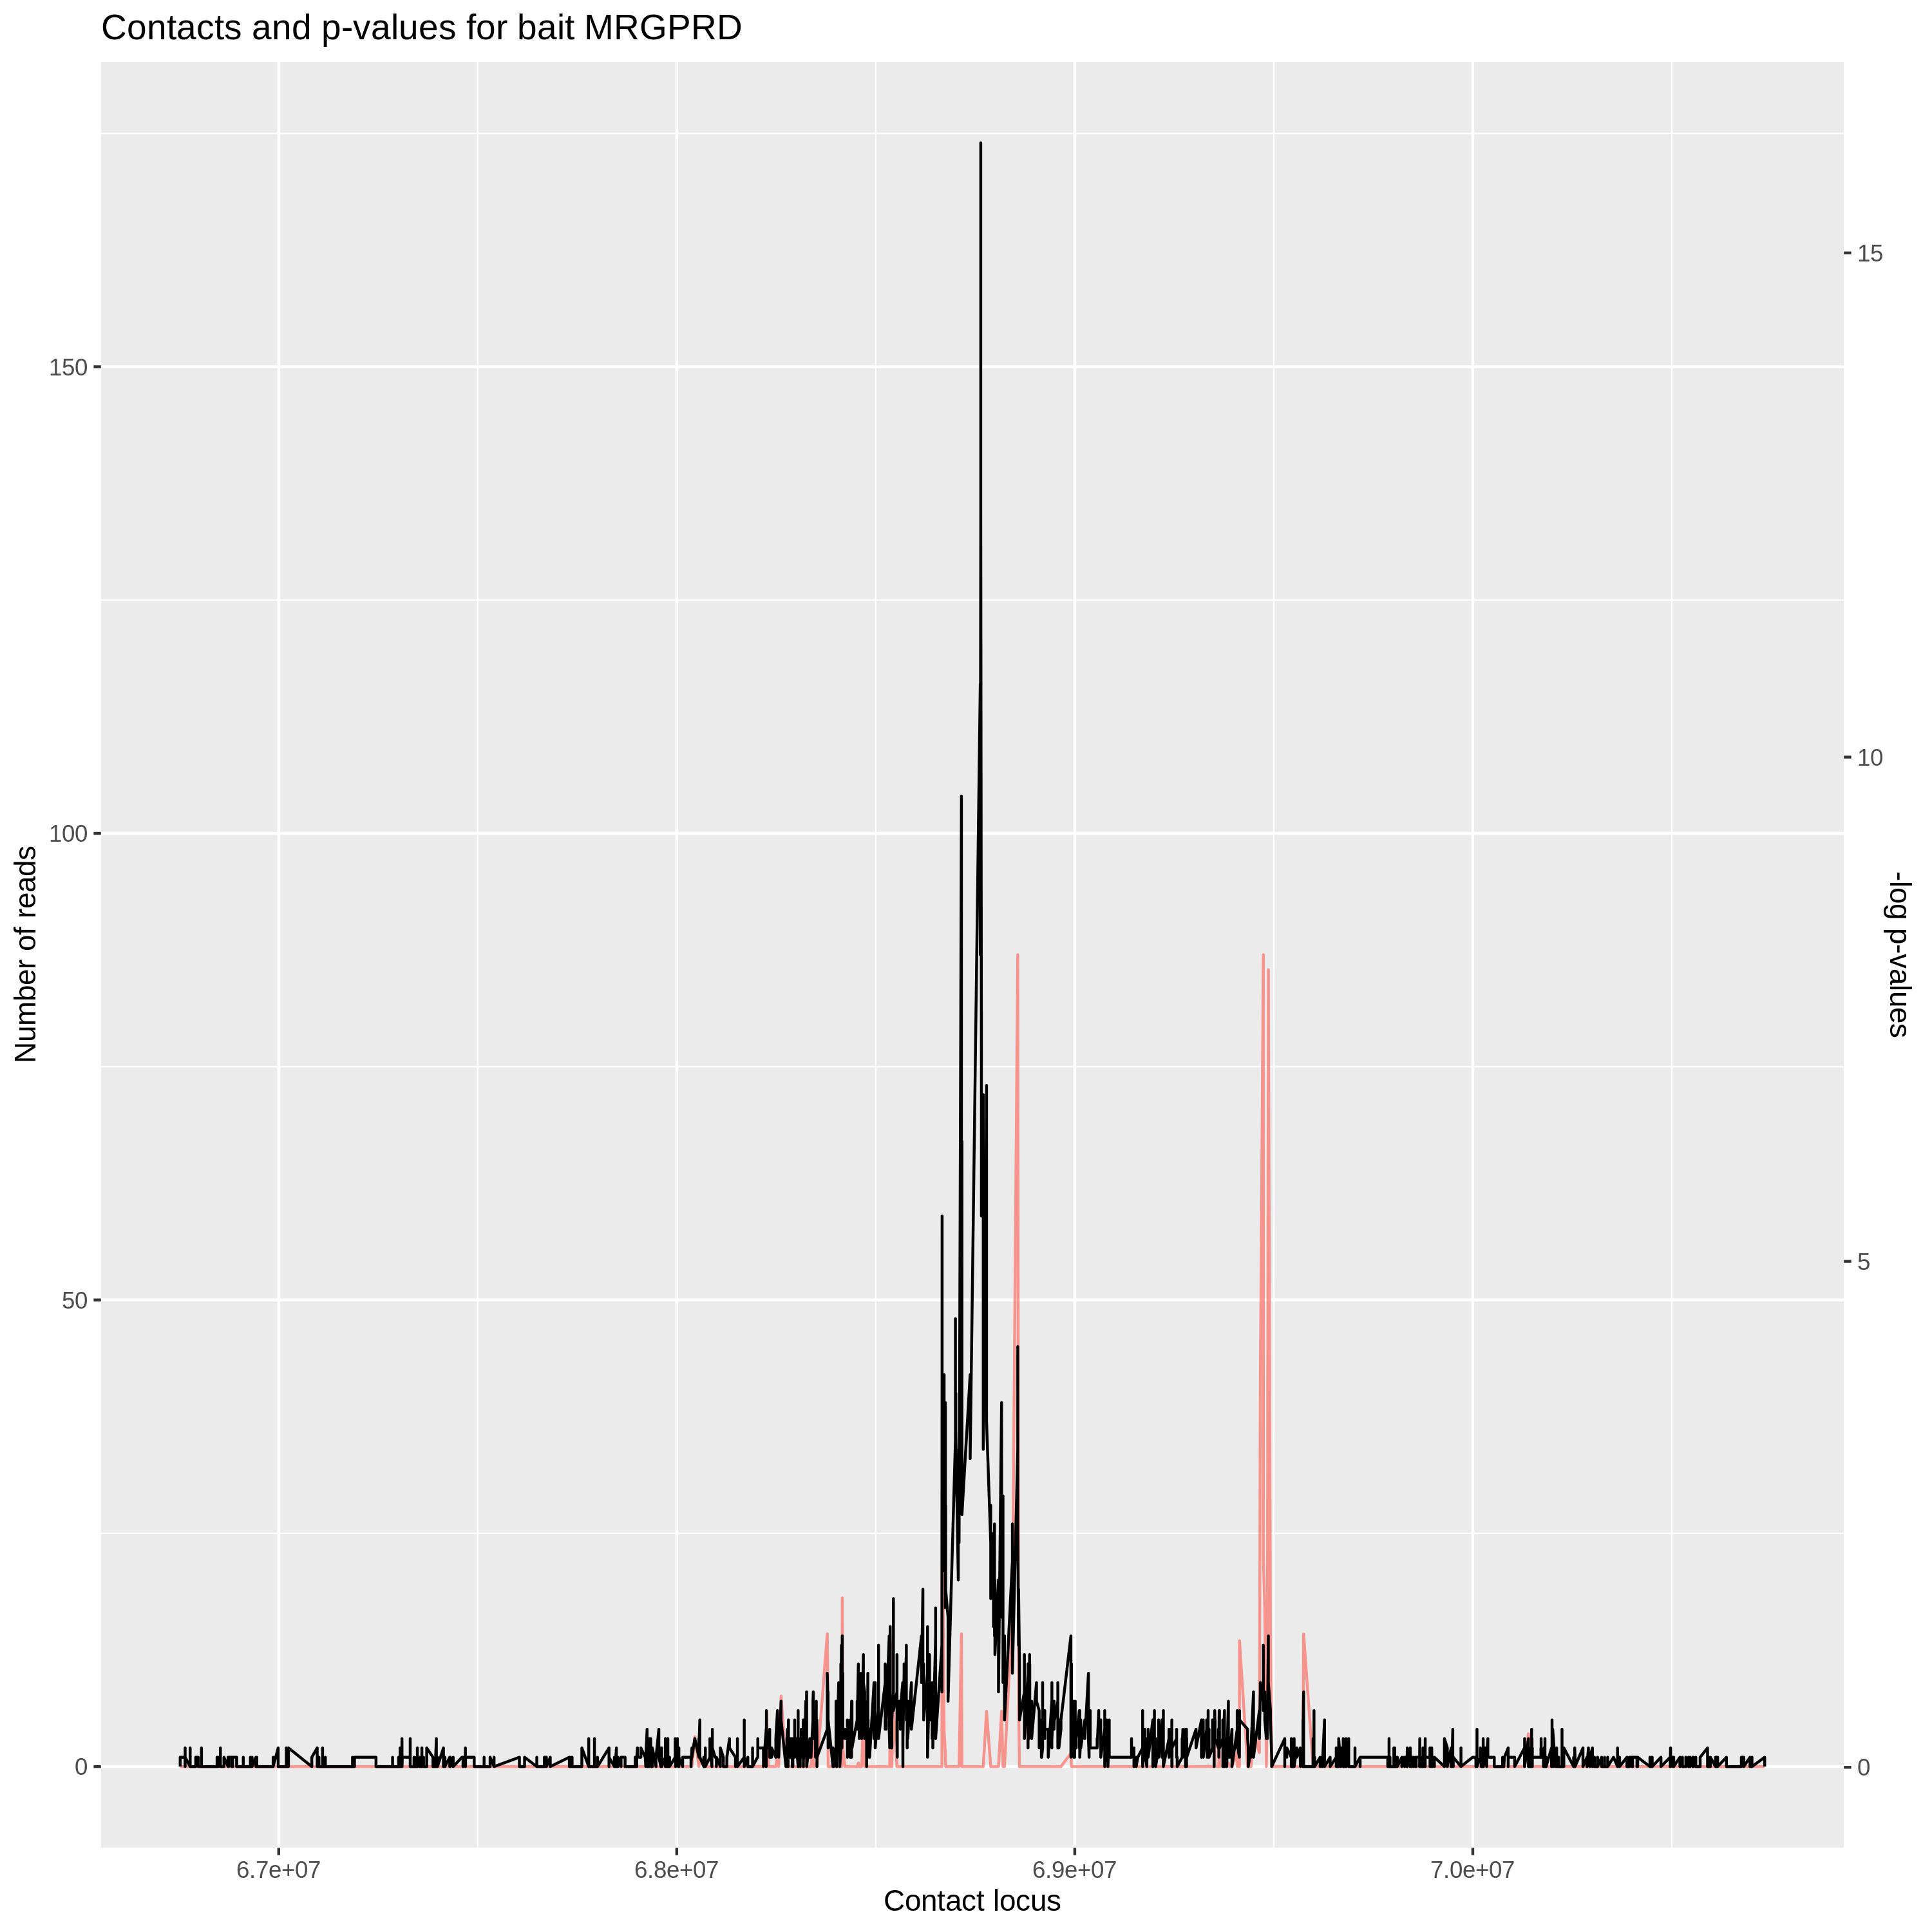 Contacts and p-values for bait MRGPRD
Number of reads
150
100
50
0
15
10
5
0
-log p-values
6.7e+07
6.8e+07
6.9e+07
7.0e+07
Contact locus